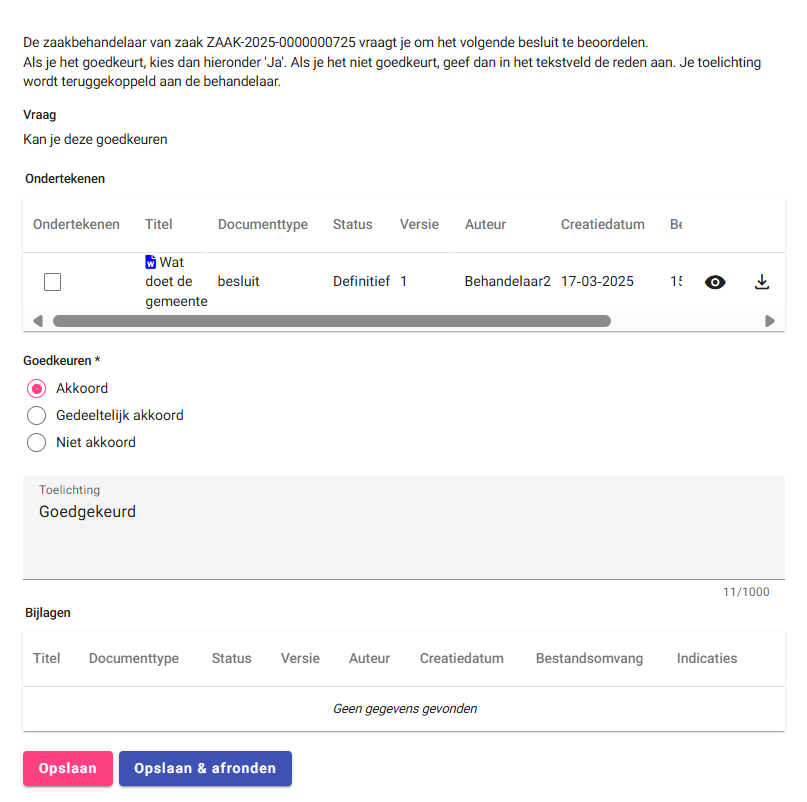 De zaakbehandelaar van zaak ZAAK-2025-0000000725 vraagt je om het volgende besluit te beoordelen.
Als je het goedkeurt, kies dan hieronder 'Ja'. Als je het niet goedkeurt, geef dan in het tekstveld de reden aan. Je toelichting
wordt teruggekoppeld aan de behandelaar.
Vraag
Kan je deze goedkeuren
Ondertekenen
Ondertekenen Titel Documenttype Status Versie Auteur Creatiedatum
Wat
doet de
gemeente
besluit Definitief 1 Behandelaar2 17-03-2025
Goedkeuren *
Akkoord
Gedeeltelijk akkoord
Niet akkoord
Toelichting
Goedgekeurd
11/1000
Bijlagen
Titel Documenttype Status Versie Auteur Creatiedatum Bestandsomvang Indicaties
Geen gegevens gevonden
Opslaan Opslaan & afronden